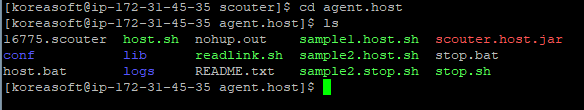 [koreasoft@ip-172-31-45-35 scouter]$ cd agent.host
[koreasoft@ip-172-31-45-35 agent.host]$ ls
16775.scouter host.sh nohup.out sample1.host.sh scouter.host.jar
conf lib readlink.sh sample2.host.sh stop.bat
host.bat logs README.txt sample2.stop.sh stop.sh
[koreasoft@ip-172-31-45-35 agent.host]$